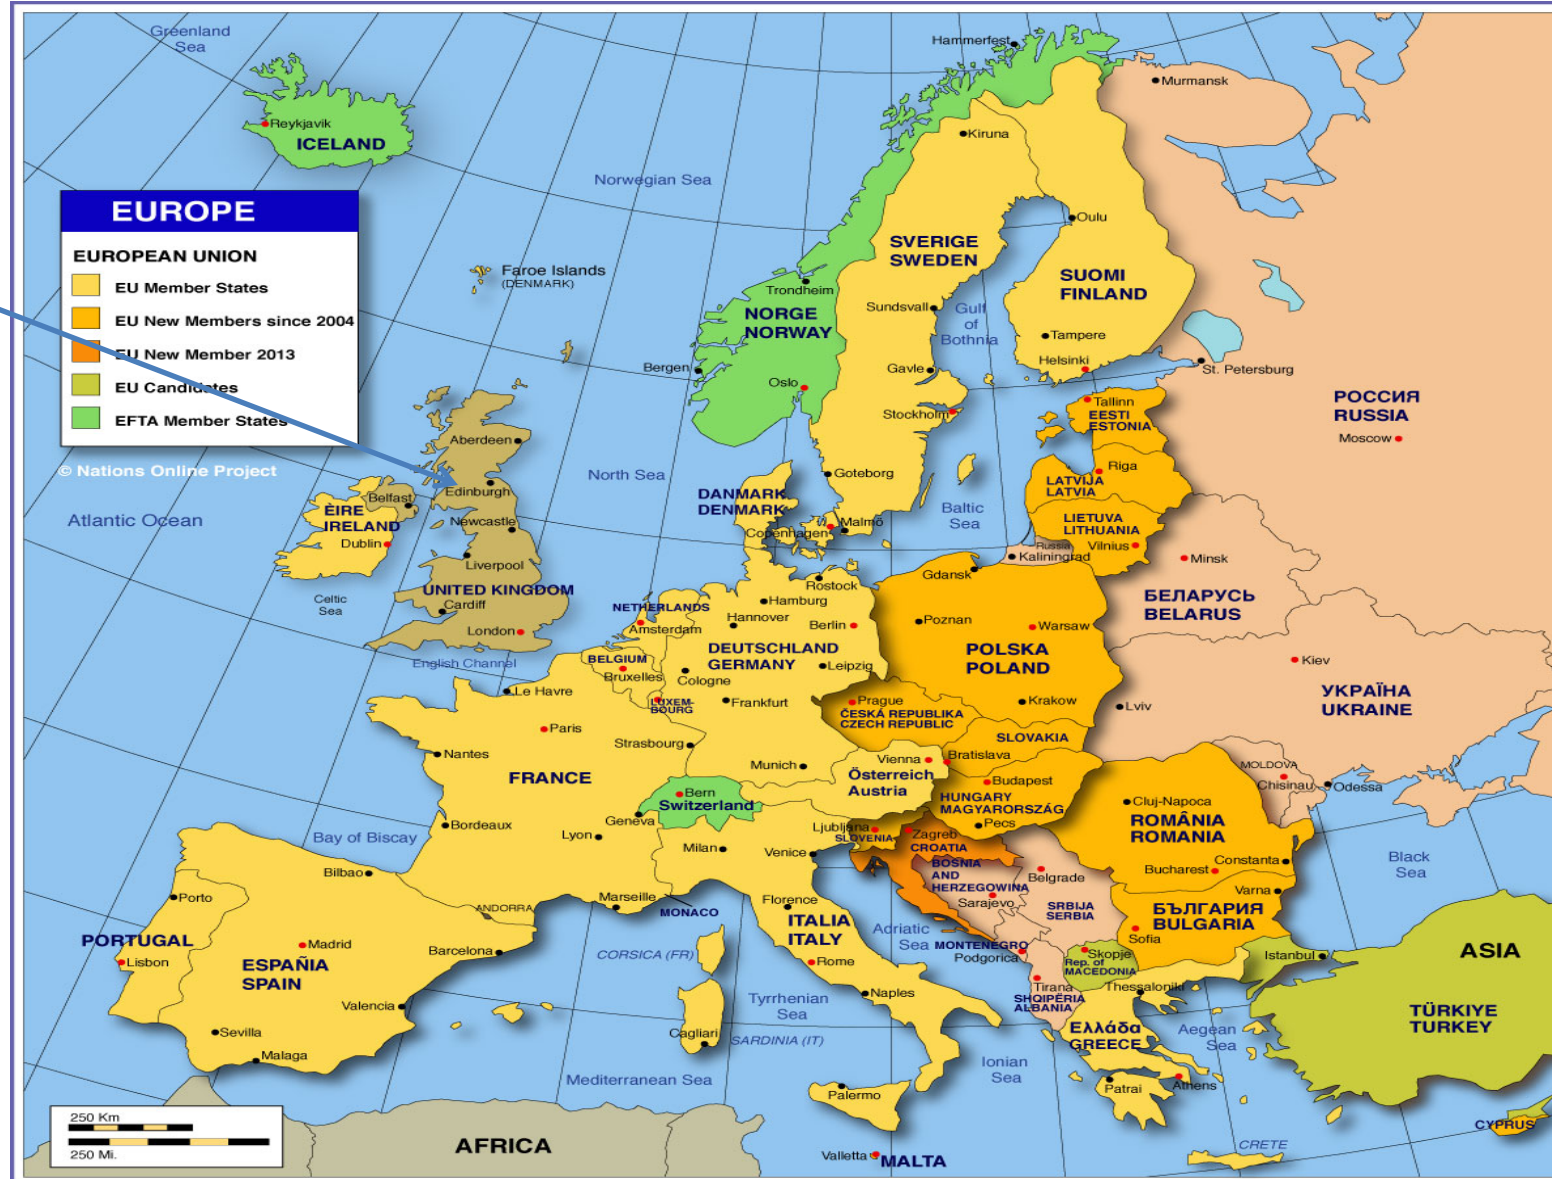 Greenland
Sea
Hammerfest
Murmansk
Reykjavik
ICELAND
Kiruna
Norwegian Sea
EUROPE
EUROPEAN UNION
EU Member States
EU New Members since 2004
EU New Member 2013
EU Candidates
EFTA Member States
© Nations Online Project
Faroe Islands
(DENMARK)
Oulu
SVERIGE
SWEDEN
SUOMI
FINLAND
Trondheim
NORGE
NORWAY
Sundsvall
Gulf
of
Bothnia
Tampere
Helsinki
St. Petersburg
Bergen
Oslo
Gavle
Stockholm
Tallinn
EESTI
ESTONIA
РОССИЯ
RUSSIA
Moscow
Aberdeen
North Sea
Goteborg
Riga
LATVIJA
LATVIA
Edinburgh
Belfast
ÈIRE
IRELAND
Dublin
Atlantic Ocean
Newcastle
DANMARK
DENMARK
Copenhagen
Malmö
Baltic
Sea
LIETUVA
LITHUANIA
Vilnius
Russia
Kaliningrad
Minsk
Liverpool
UNITED KINGDOM
Cardiff
London
Celtic
Sea
English Channel
Rostock
Hamburg
Gdansk
БЕЛАРУСЬ
BELARUS
NETHERLANDS
Amsterdam
Hannover
Berlin
Poznan
Warsaw
POLSKA
POLAND
DEUTSCHLAND
GERMANY
BELGIUM
Bruxelles
Cologne
Leipzig
Kiev
Le Havre
LUXEM-
BOURG
Frankfurt
Prague
ČESKÁ REPUBLIKA
CZECH REPUBLIC
Krakow
Lviv
УКРАЇНА
UKRAINE
Paris
Strasbourg
SLOVAKIA
Nantes
Munich
Vienna
Bratislava
FRANCE
Österreich
Austria
Budapest
HUNGARY
MAGYARORSZÁG
MOLDOVA
Chisinau
Odessa
Bern
Switzerland
Geneva
Pecs
Cluj-Napoca
ROMÂNIA
ROMANIA
Bay of Biscay
Bordeaux
Lyon
Milan
Venice
Ljubljana
SLOVENIA
Zagreb
CROATIA
BOSNIA
AND
HERZEGOWINA
Sarajevo
Belgrade
Bucharest
Constanta
Black
Sea
Bilbao
Porto
Marseille
Florence
SRBIJA
SERBIA
Varna
БЪЛГАРИЯ
BULGARIA
ANDORRA
MONACO
ITALIA
ITALY
Adriatic
Sea
MONTENEGRO
Podgorica
Sofia
PORTUGAL
Lisbon
Madrid
Barcelona
CORSICA (FR)
Rome
Skopje
Rep. of
MACEDONIA
Istanbul
ASIA
ESPAÑIA
SPAIN
Valencia
Tyrrhenian
Sea
Naples
Tirana
SHQIPËRIA
ALBANIA
Thessaloniki
TÜRKIYE
TURKEY
Sevilla
Malaga
Cagliari
SARDINIA (IT)
Ελλάδα
GREECE
Aegean
Sea
Mediterranean Sea
Ionian
Sea
Palermo
Patrai
Athens
250 Km
250 Mi.
AFRICA
Valletta
MALTA
CRETE
CYPRUS